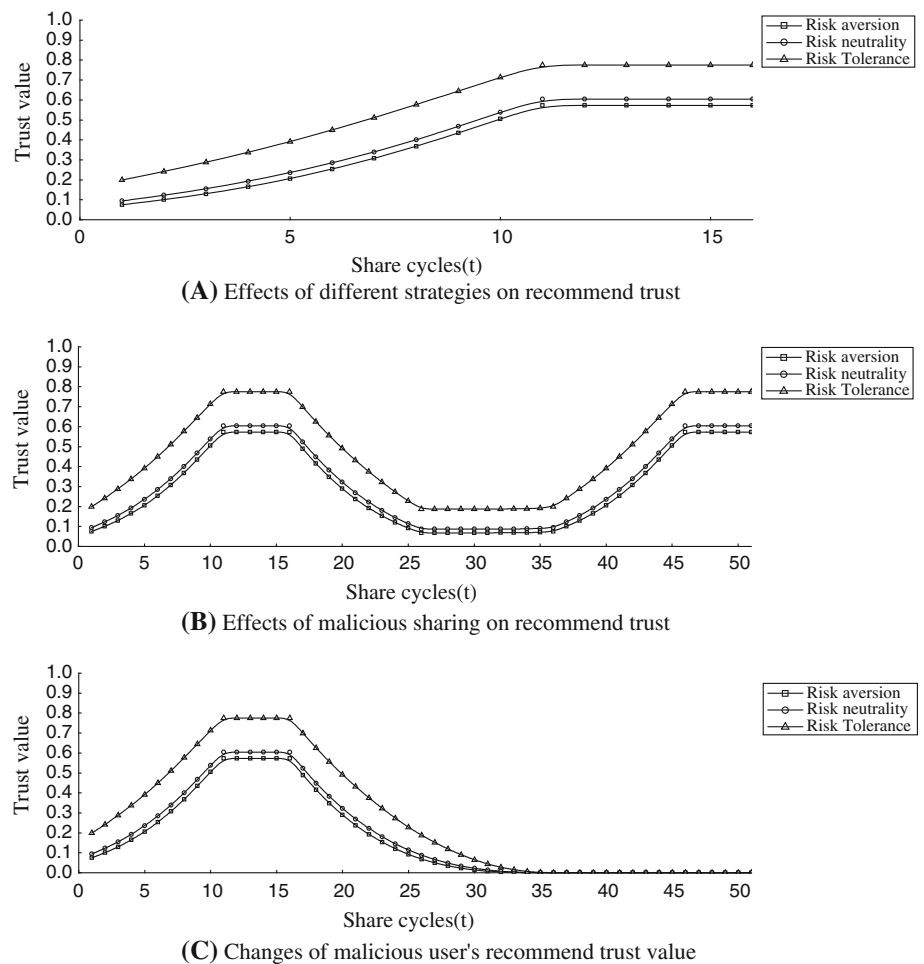 1.0
0.9
0.8
0.7
0.6
0.5
0.4
0.3
0.2
0.1
0.0
Trust value
0 5 10 15
Share cycles(t)
Risk aversion
Risk neutrality
Risk Tolerance
(A) Effects of different strategies on recommend trust
1.0
0.9
0.8
0.7
0.6
0.5
0.4
0.3
0.2
0.1
0.0
Trust value
0 5 10 15 20 25 30 35 40 45 50
Share cycles(t)
Risk aversion
Risk neutrality
Risk Tolerance
(B) Effects of malicious sharing on recommend trust
1.0
0.9
0.8
0.7
0.6
0.5
0.4
0.3
0.2
0.1
0.0
Trust value
0 5 10 15 20 25 30 35 40 45 50
Share cycles(t)
Risk aversion
Risk neutrality
Risk Tolerance
(C) Changes of malicious user's recommend trust value